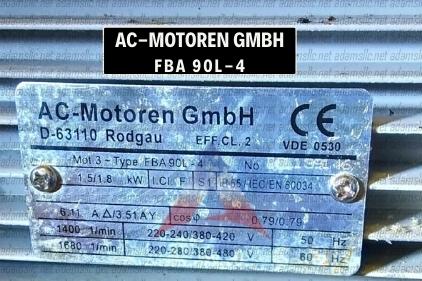 AC-MOTOREN GMBH
FBA 90L-4
AC-Motoren GmbH CE
D-63110 Rodgau EFF.CL. 2 VDE 0530
Mot 3 - Type FBA 90L - 4 No
1.5/1.8 kW I.Cl F S1 IEC/EN 60034
6,11 A Δ/3.51 A Y cosφ 0.79/0.79
1400 1/min 220-240/380-420 V 50 Hz
1680 1/min 220-280/380-480 V 60 Hz